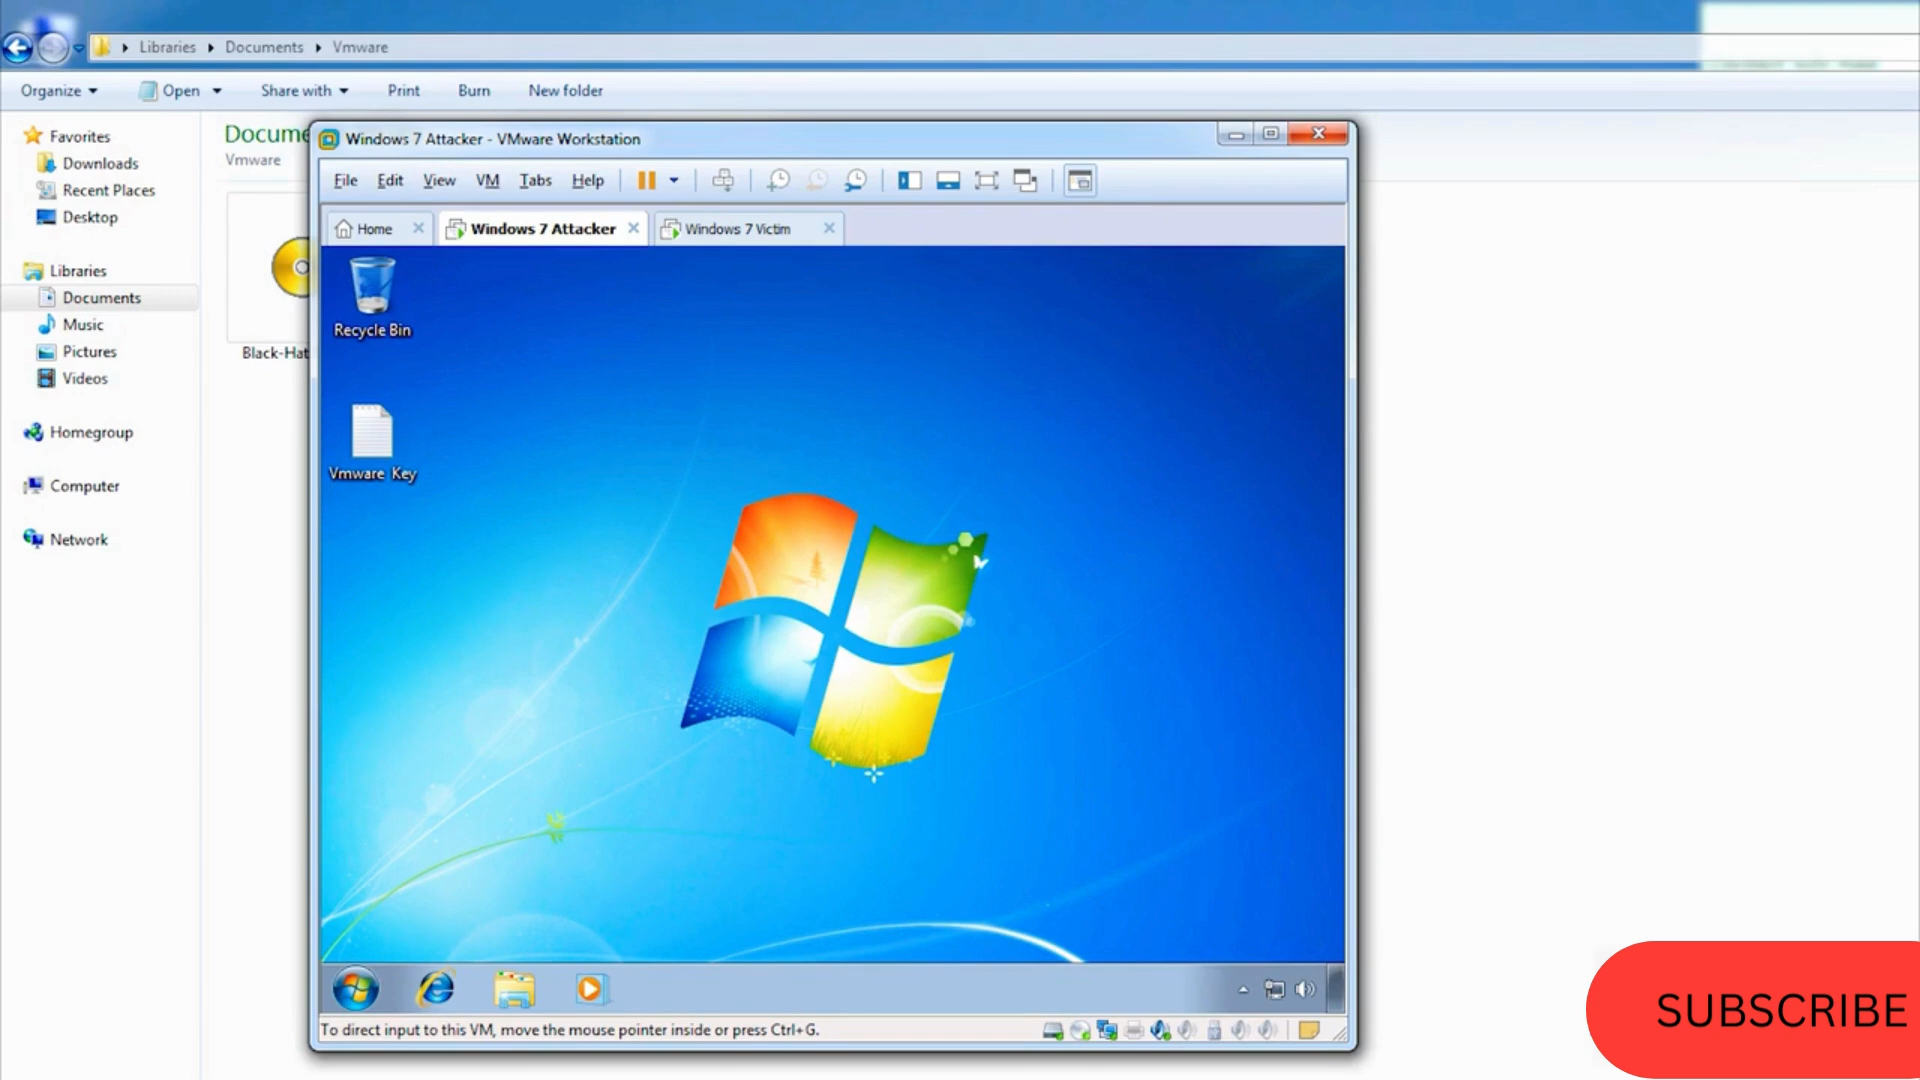 Libraries Documents Vmware
Organize Open Share with Print Burn New folder
Favorites
Downloads
Recent Places
Desktop
Libraries
Documents
Music
Pictures
Videos
Homegroup
Computer
Network
Docume
Vmware
Black-Hat
Windows 7 Attacker - VMware Workstation
File Edit View VM Tabs Help
Home Windows 7 Attacker Windows 7 Victim
Recycle Bin
Vmware Key
To direct input to this VM, move the mouse pointer inside or press Ctrl+G.
SUBSCRIBE